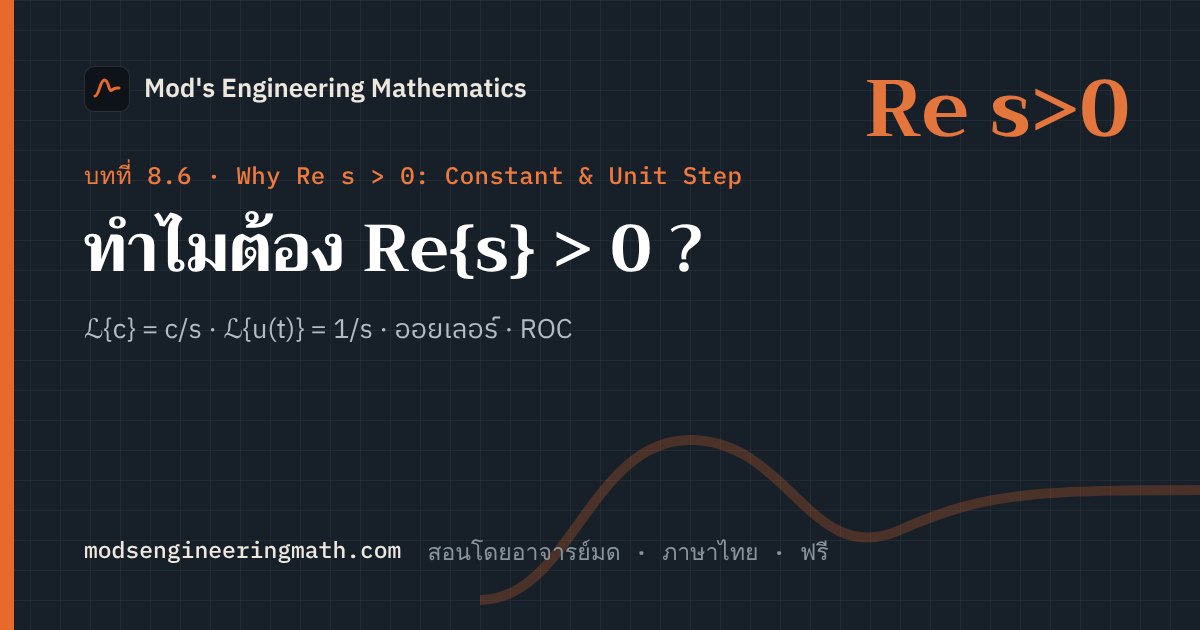 Mod's Engineering Mathematics
Re s>0
บทที่ 8.6 · Why Re s > 0: Constant & Unit Step
ทำไมต้อง Re{s} > 0 ?
ℒ{c} = c/s · ℒ{u(t)} = 1/s · ออยเลอร์ · ROC
modsengineeringmath.com สอนโดยอาจารย์มด · ภาษาไทย · ฟรี